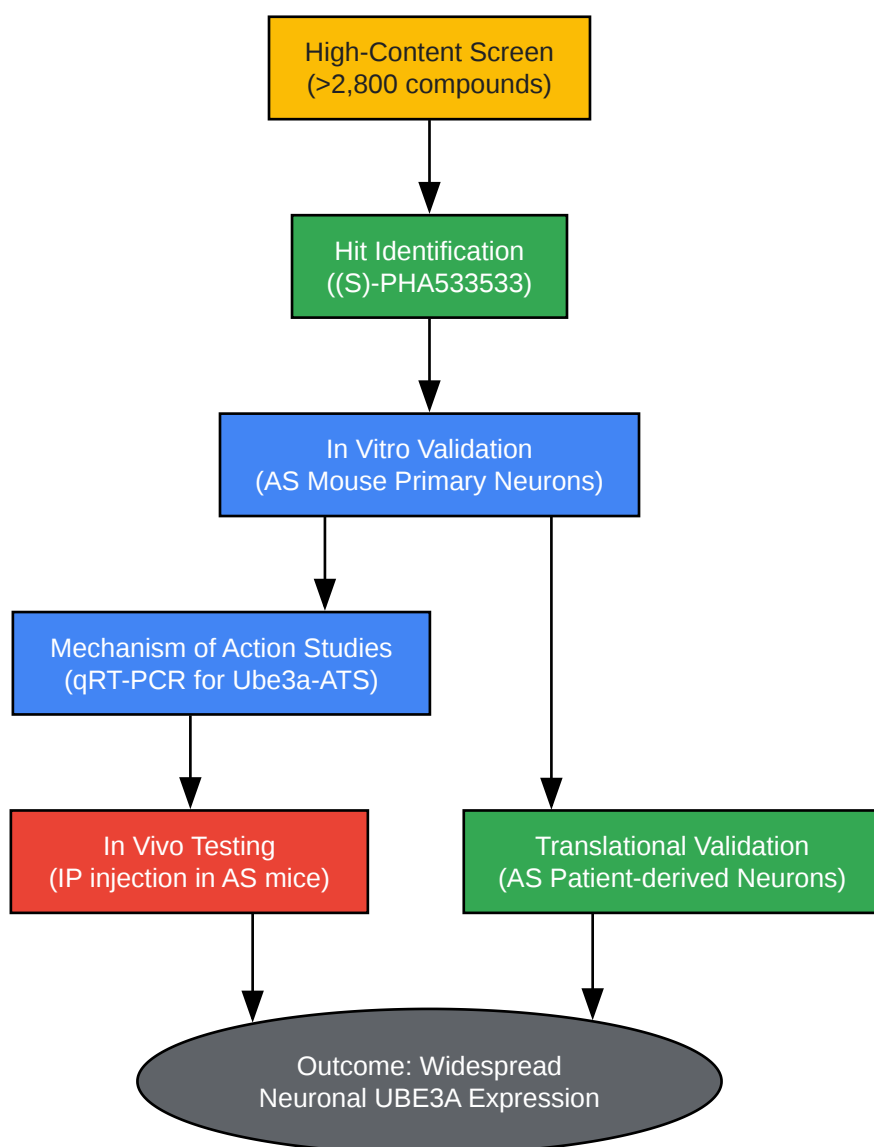 High-Content Screen
(>2,800 compounds)
Hit Identification
((S)-PHA533533)
In Vitro Validation
(AS Mouse Primary Neurons)
Mechanism of Action Studies
(qRT-PCR for Ube3a-ATS)
In Vivo Testing
(IP injection in AS mice)
Translational Validation
(AS Patient-derived Neurons)
Outcome: Widespread
Neuronal UBE3A Expression